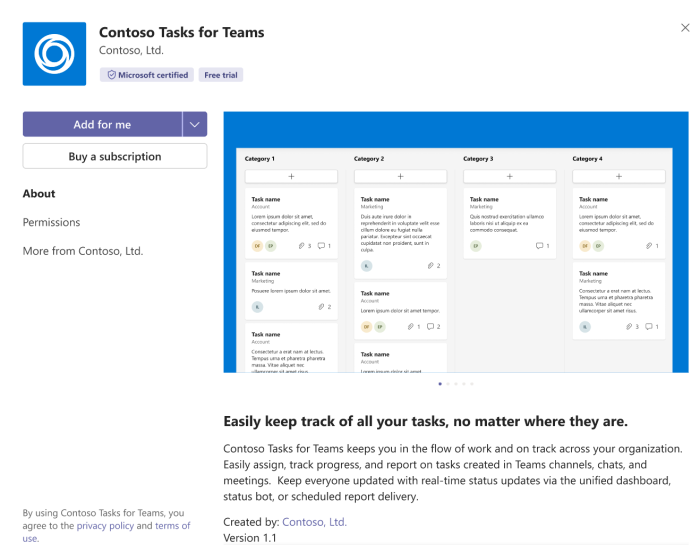 Contoso Tasks for Teams
Contoso, Ltd.
Microsoft certified
Free trial
Add for me
Buy a subscription
About
Permissions
More from Contoso, Ltd.
By using Contoso Tasks for Teams, you
agree to the privacy policy and terms of
use.
Category 1
+
Task name
Account
Lorem ipsum dolor sit amet,
consectetur adipiscing elit, sed do
eiusmod tempor.
DF EP 3 1
Task name
Marketing
Posuere lorem ipsum dolor sit amet.
IL 2
Task name
Account
Consectetur a erat nam at lectus.
Tempus urna et pharetra pharetra
massa. Vitae aliquet nec
ullamcorper sit amet risus.
Category 2
+
Task name
Marketing
Duis aute irure dolor in
reprehenderit in voluptate velit esse
cillum dolore eu fugiat nulla
pariatur. Excepteur sint occaecat
cupidatat non proident, sunt in
culpa.
IL 2
Task name
Account
Lorem ipsum dolor sit amet tempor.
DF EP 1 2
Task name
Account
Lorem ipsum dolor sit amet
Category 3
+
Task name
Marketing
Quis nostrud exercitation ullamco
laboris nisi ut aliquip ex ea
commodo consequat.
EP 1
Category 4
+
Task name
Account
Lorem ipsum dolor sit amet,
consectetur adipiscing elit, sed do
eiusmod tempor.
DF EP 1
Task name
Marketing
Consectetur a erat nam at lectus.
Tempus urna et pharetra pharetra
massa. Vitae aliquet nec
ullamcorper sit amet risus.
IL 3 1
Easily keep track of all your tasks, no matter where they are.
Contoso Tasks for Teams keeps you in the flow of work and on track across your organization.
Easily assign, track progress, and report on tasks created in Teams channels, chats, and
meetings. Keep everyone updated with real-time status updates via the unified dashboard,
status bot, or scheduled report delivery.
Created by: Contoso, Ltd.
Version 1.1